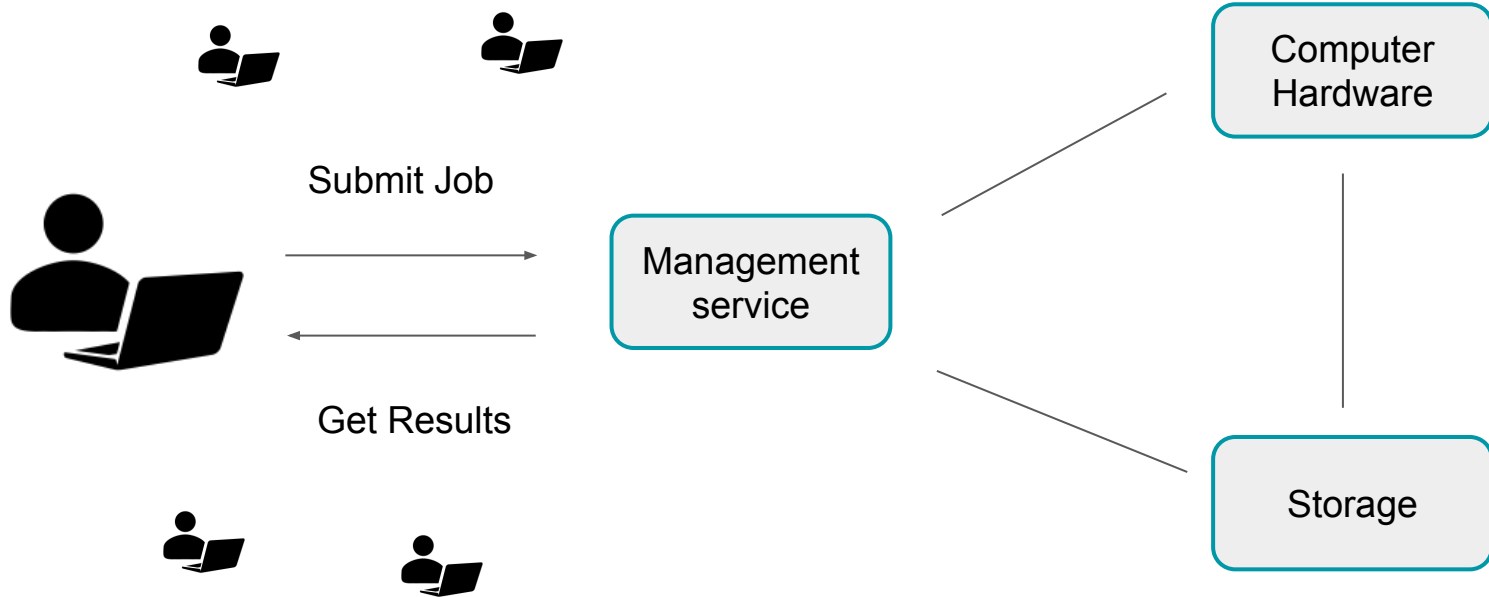 Submit Job
Get Results
Management
service
Computer
Hardware
Storage